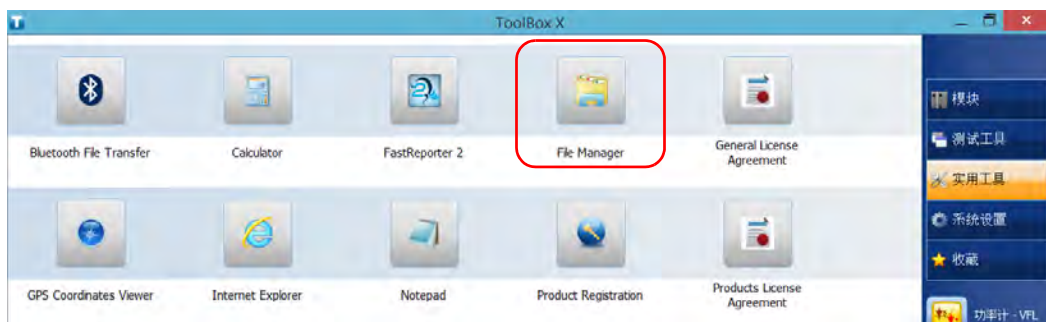 ToolBox X
Bluetooth File Transfer
Calculator
FastReporter 2
File Manager
General License
Agreement
GPS Coordinates Viewer
Internet Explorer
Notepad
Product Registration
Products License
Agreement
模块
测试工具
实用工具
系统设置
收藏
功率计 - VFL